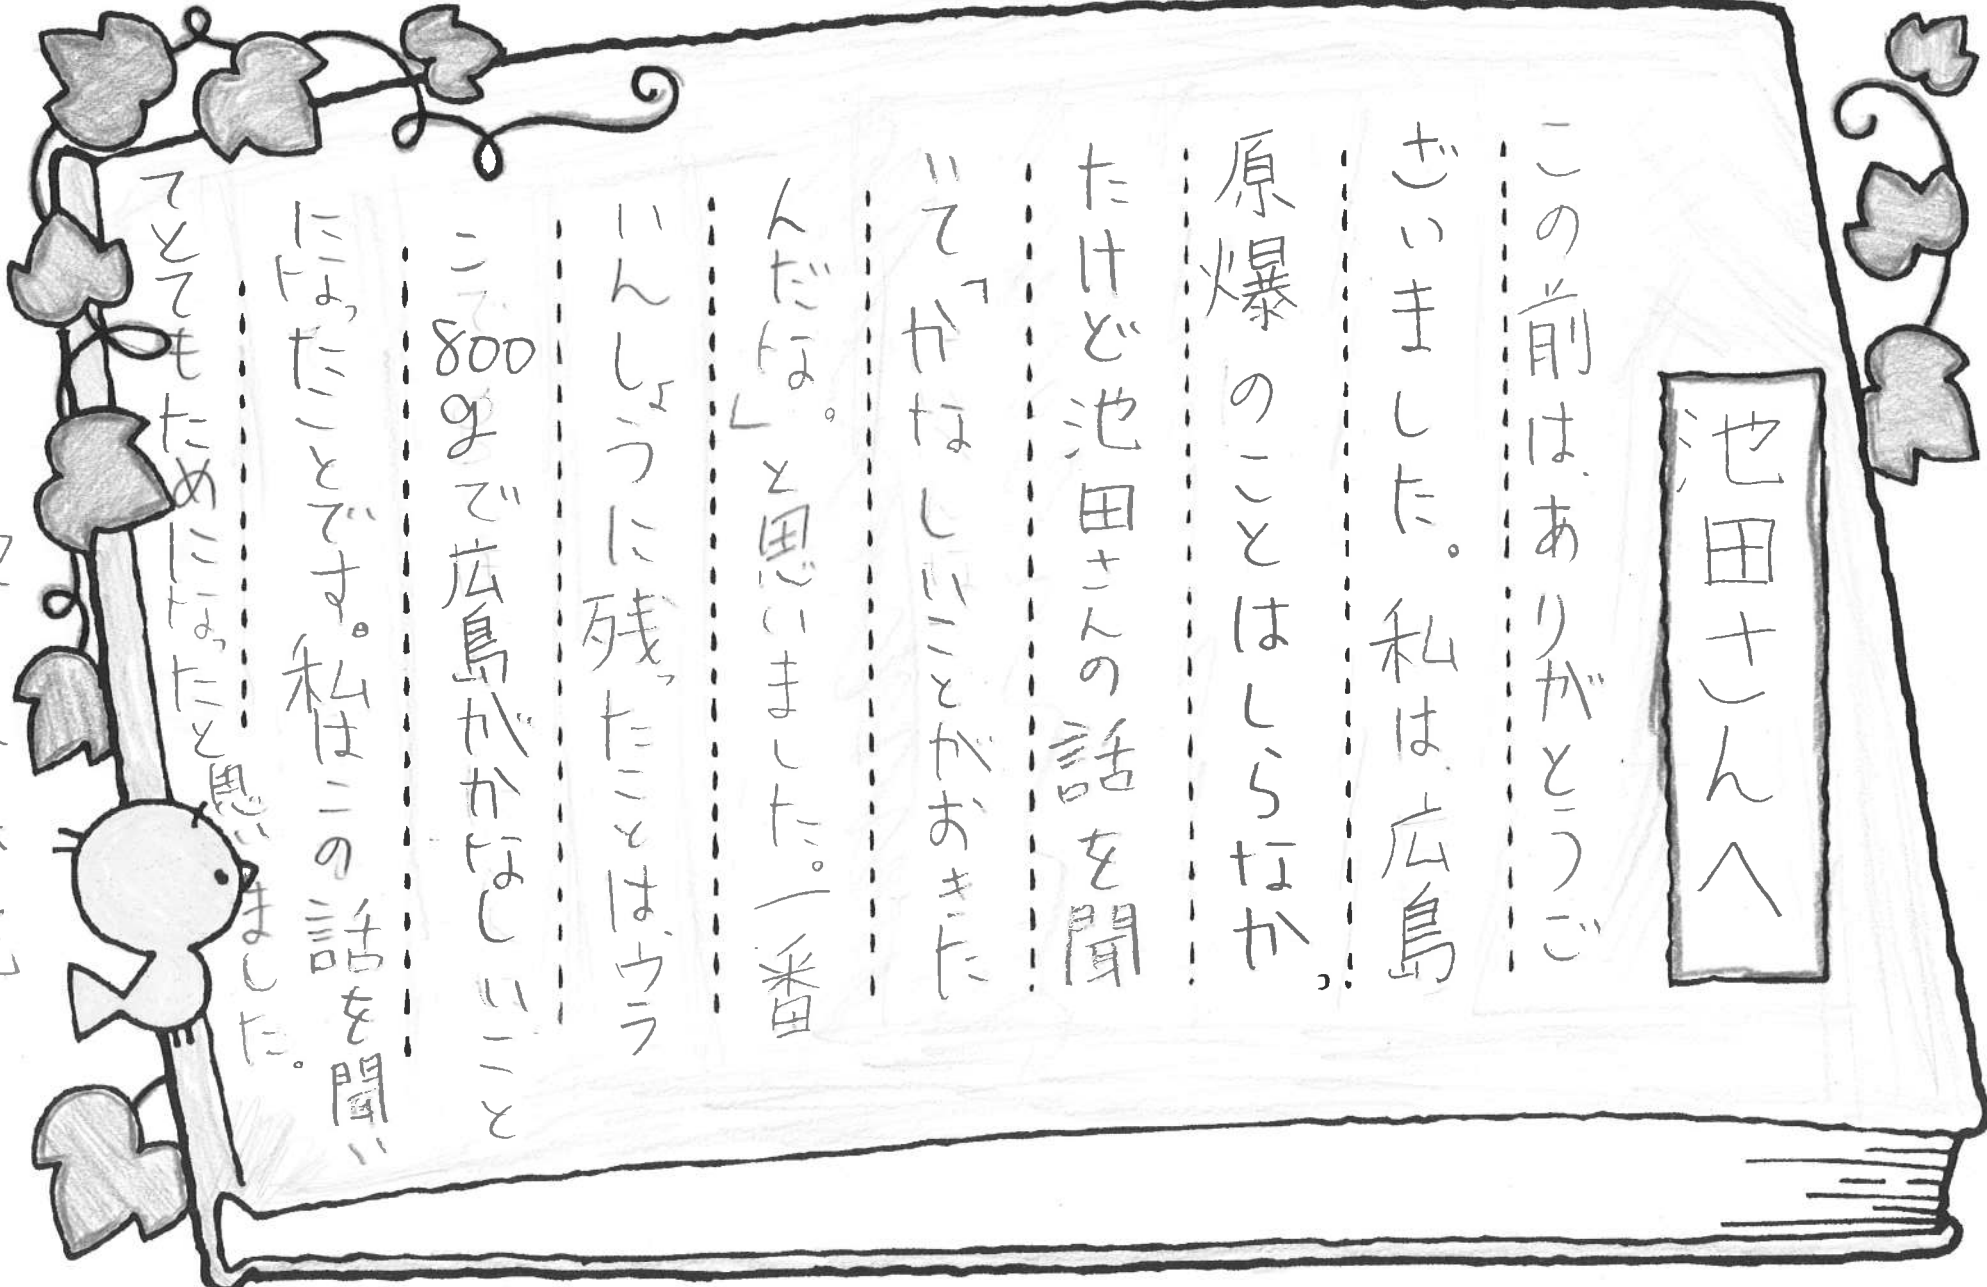 池田さんへ
この前は、ありがとうご
ざいました。私は、広島
原爆のことはしらなかっ
たけど池田さんの話を聞
いて「かなしいことがおきた
んだな。」と思いました。一番
いんしょうに残ったことは、ウラ
こで800gで広島がかなしいこと
になったことです。私はこの話を聞い
てとてもためになったと思いました。